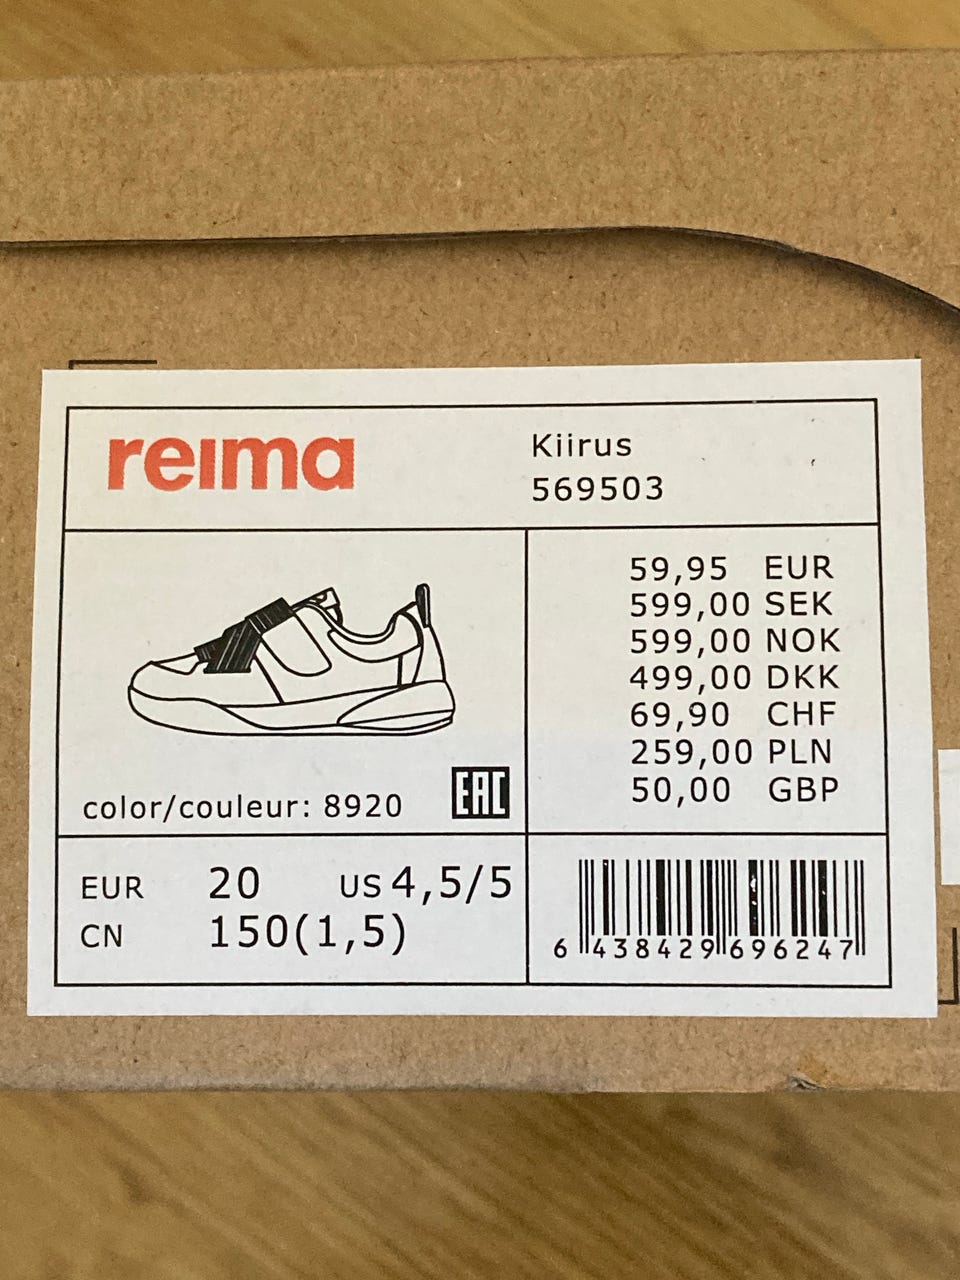 reima
Kiirus
569503
59,95 EUR
599,00 SEK
599,00 NOK
499,00 DKK
69,90 CHF
259,00 PLN
50,00 GBP
color/couleur: 8920
EAC
EUR 20 US 4,5/5
CN 150(1,5)
6 438429 696247